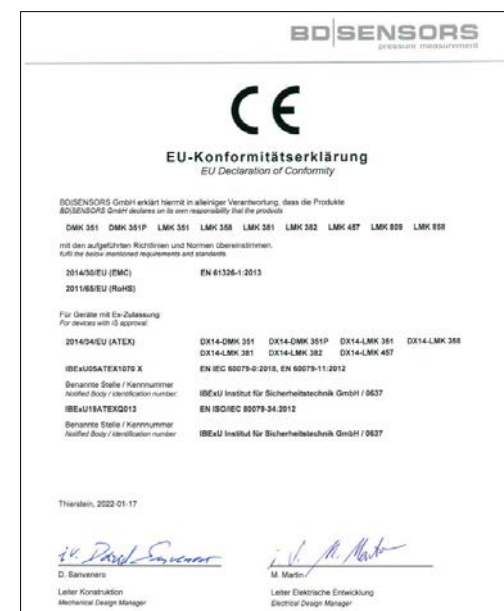 BD|SENSORS
pressure measurement
CE
EU-Konformitätserklärung
EU Declaration of Conformity
BD|SENSORS GmbH erklärt hiermit in alleiniger Verantwortung, dass die Produkte
BD|SENSORS GmbH declares on its own responsibility that the products
DMK 351 DMK 351P LMK 351 LMK 358 LMK 381 LMK 382 LMK 457 LMK 809 LMK 858
mit den aufgeführten Richtlinien und Normen übereinstimmen.
fulfil the below mentioned requirements and standards.
2014/30/EU (EMC) EN 61326-1:2013
2011/65/EU (RoHS)
Für Geräte mit Ex-Zulassung:
For devices with IS approval:
2014/34/EU (ATEX) DX14-DMK 351 DX14-DMK 351P DX14-LMK 351 DX14-LMK 358
DX14-LMK 381 DX14-LMK 382 DX14-LMK 457
IBExU05ATEX1070 X EN IEC 60079-0:2018, EN 60079-11:2012
Benannte Stelle / Kennnummer
Notified Body / identification number: IBExU Institut für Sicherheitstechnik GmbH / 0637
IBExU19ATEXQ013 EN ISO/IEC 80079-34:2012
Benannte Stelle / Kennnummer
Notified Body / identification number: IBExU Institut für Sicherheitstechnik GmbH / 0637
Thierstein, 2022-01-17
D. Sanvenero M. Martin
Leiter Konstruktion Leiter Elektrische Entwicklung
Mechanical Design Manager Electrical Design Manager